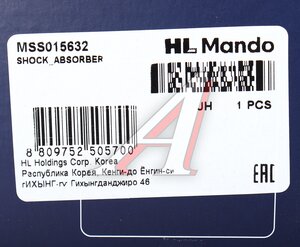 MSS015632
SHOCK_ABSORBER
HL Mando
JH 1 PCS
8 809752 505700
HL Holdings Corp. Korea
Республика Корея, Кенги-до Ёнгин-си
гИХЫНГ-гу Гихынгданджиро 46
EAC